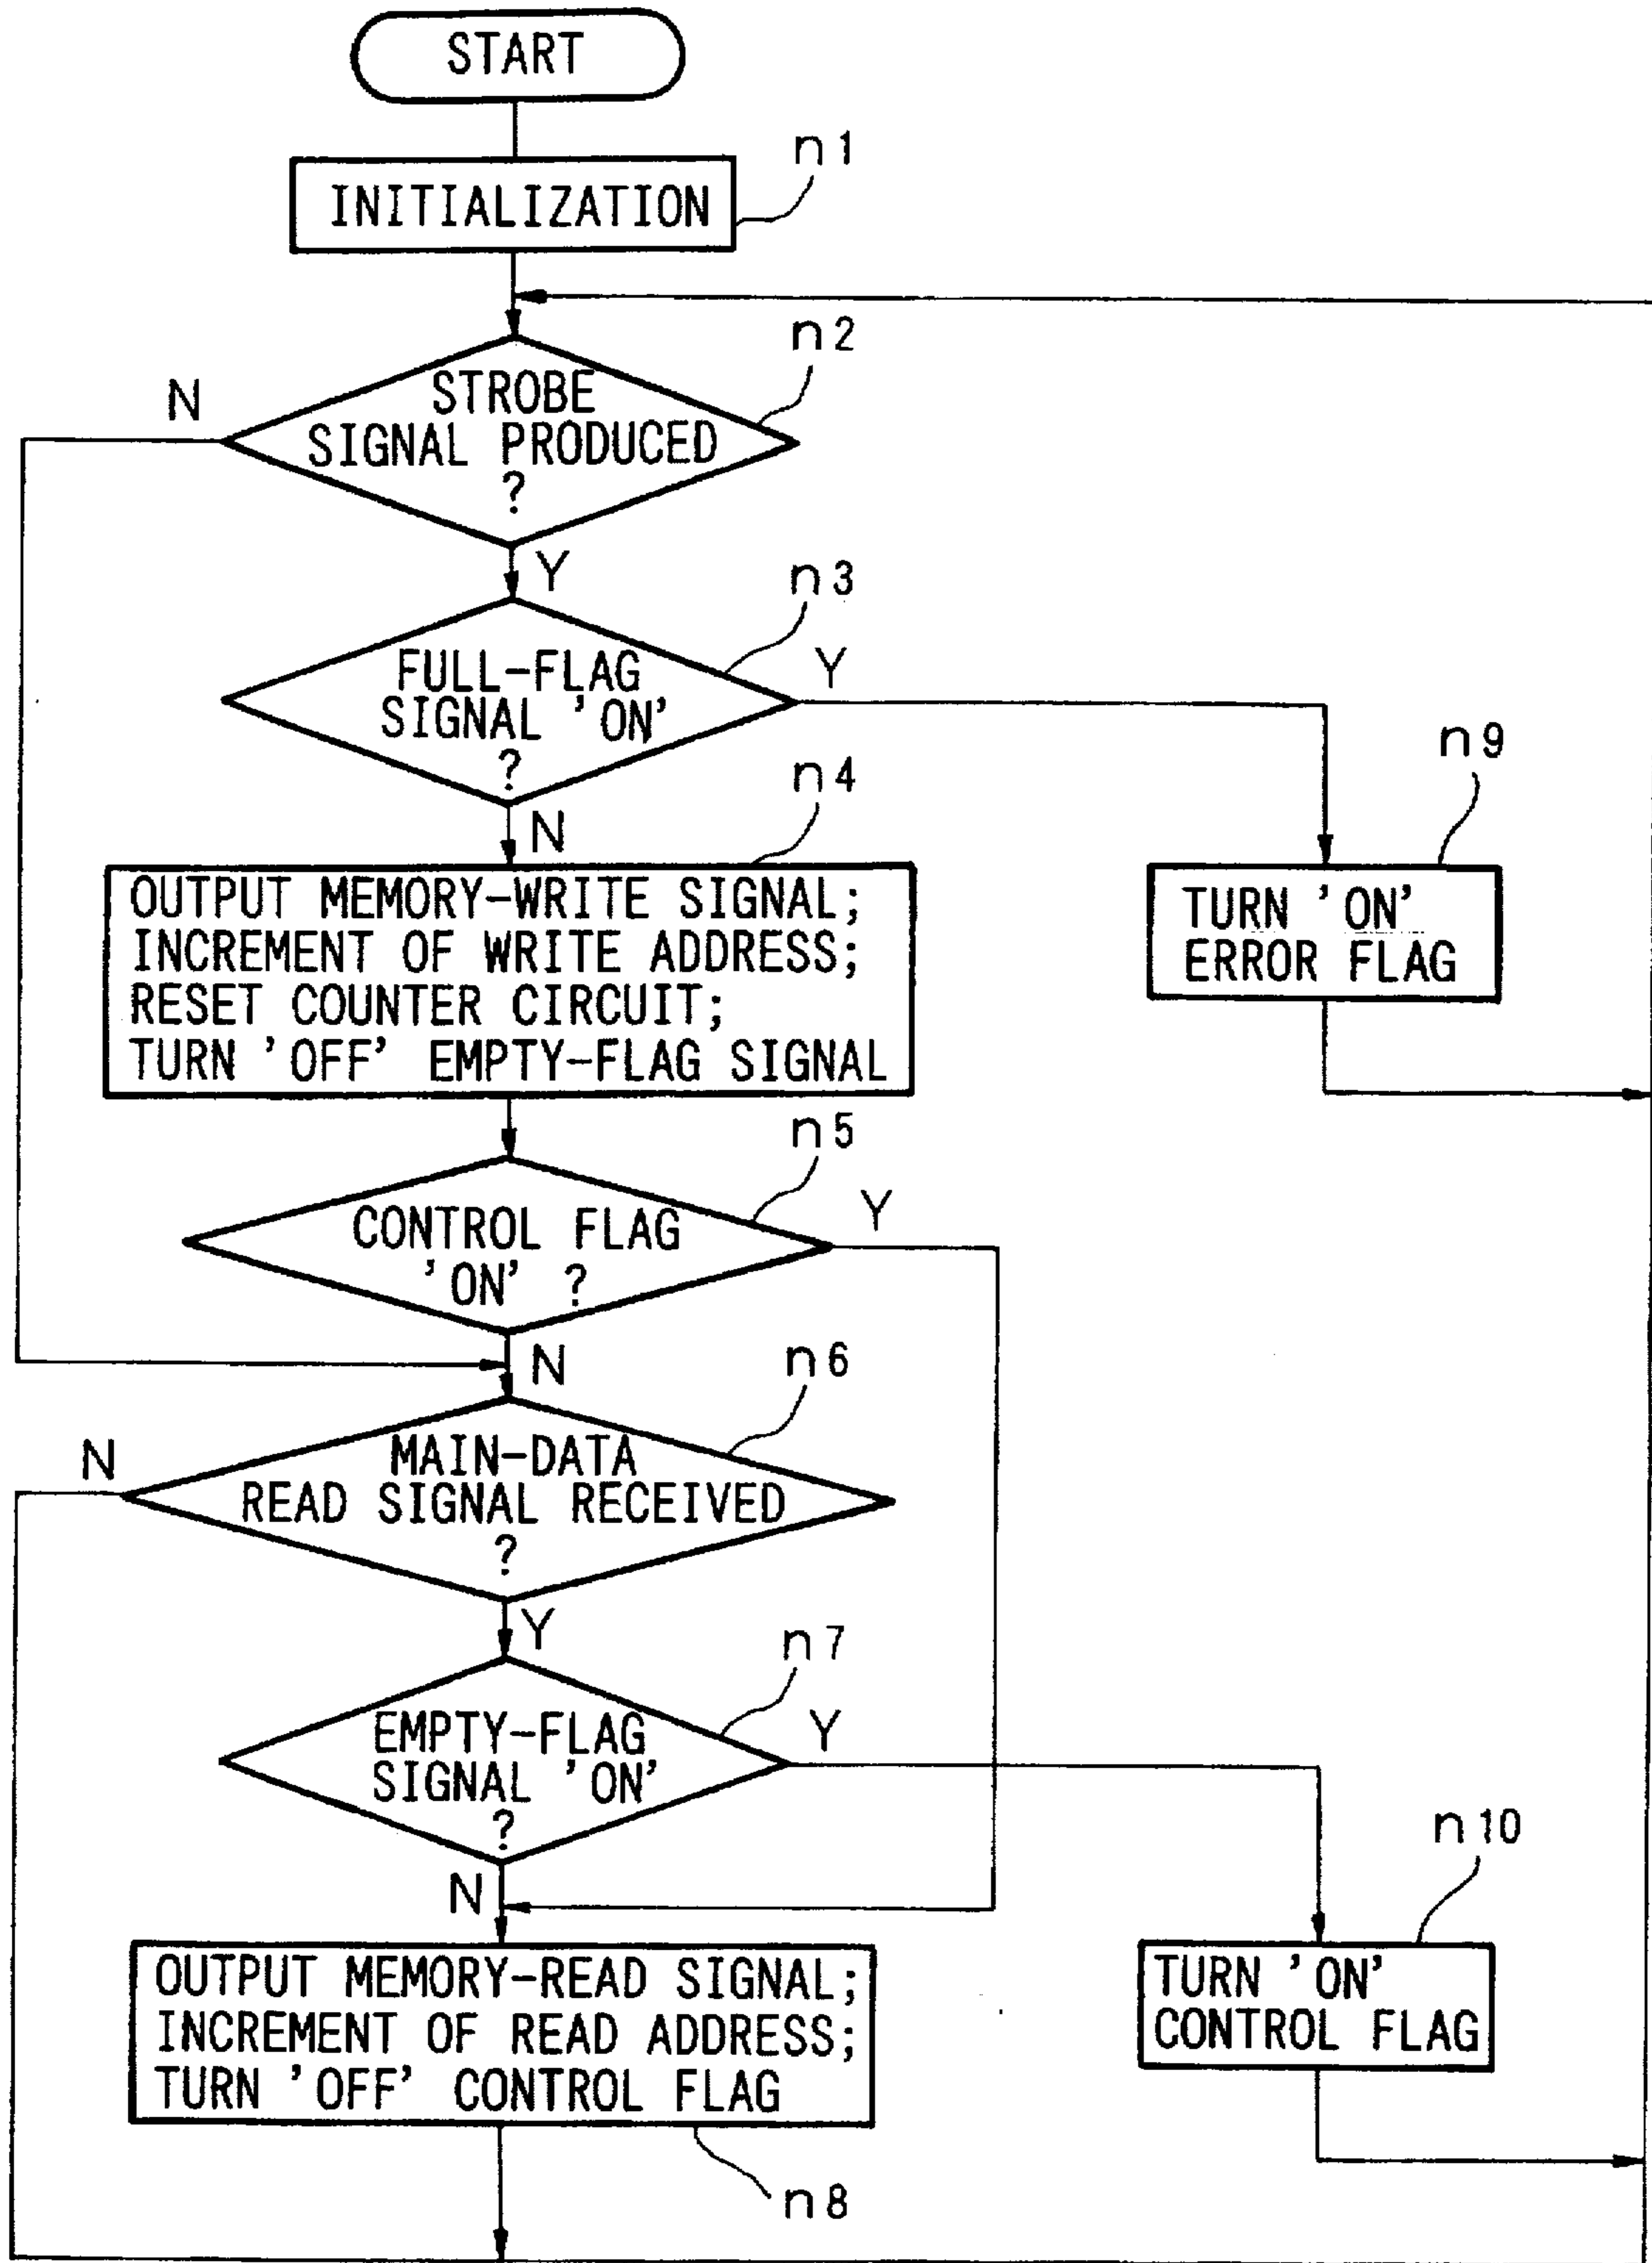 START
n1
INITIALIZATION
n2
N
STROBE
SIGNAL PRODUCED
?
Y
n3
FULL-FLAG
SIGNAL 'ON'
?
Y
n9
N
n4
OUTPUT MEMORY-WRITE SIGNAL;
INCREMENT OF WRITE ADDRESS;
RESET COUNTER CIRCUIT;
TURN 'OFF' EMPTY-FLAG SIGNAL
TURN 'ON'
ERROR FLAG
n5
CONTROL FLAG
'ON' ?
Y
N
n6
N
MAIN-DATA
READ SIGNAL RECEIVED
?
Y
n7
EMPTY-FLAG
SIGNAL 'ON'
?
Y
n10
N
OUTPUT MEMORY-READ SIGNAL;
INCREMENT OF READ ADDRESS;
TURN 'OFF' CONTROL FLAG
TURN 'ON'
CONTROL FLAG
n8